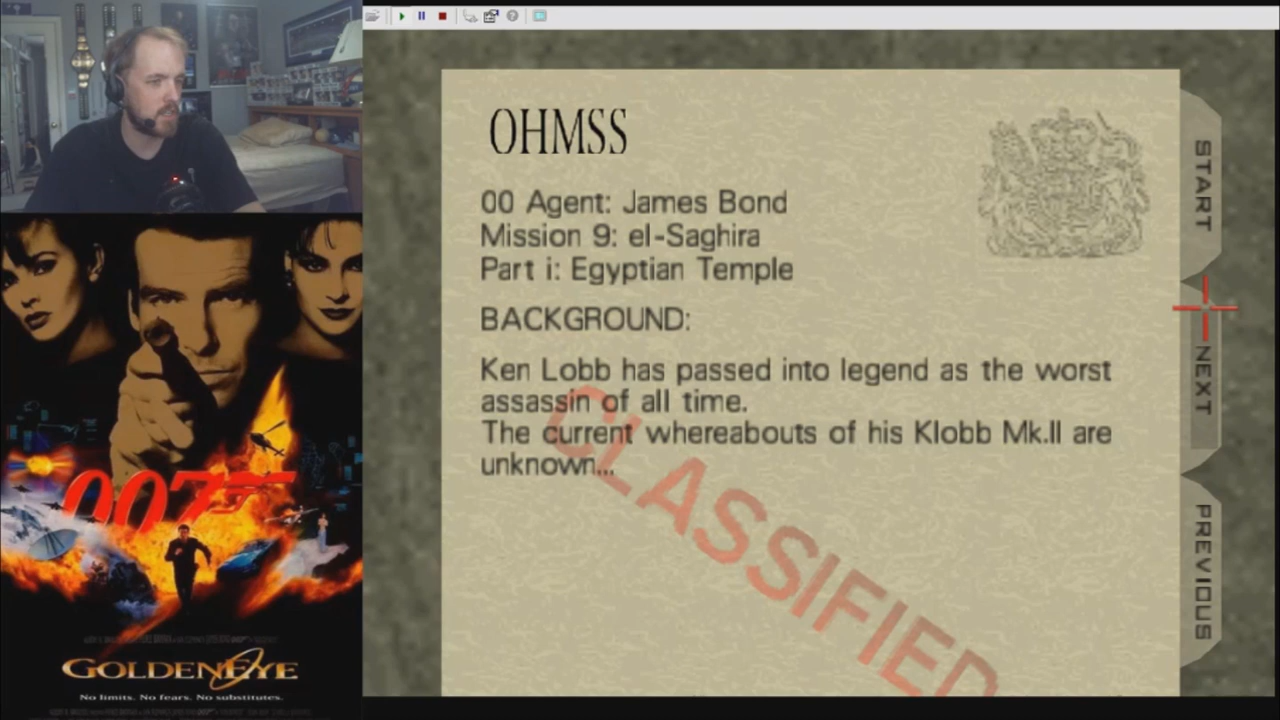 OHMSS
00 Agent: James Bond
Mission 9: el-Saghira
Part i: Egyptian Temple
BACKGROUND:
Ken Lobb has passed into legend as the worst
assassin of all time.
The current whereabouts of his Klobb Mk.II are
unknown...
CLASSIFIED
START
NEXT
PREVIOUS
007
GOLDENEYE
No limits. No fears. No substitutes.